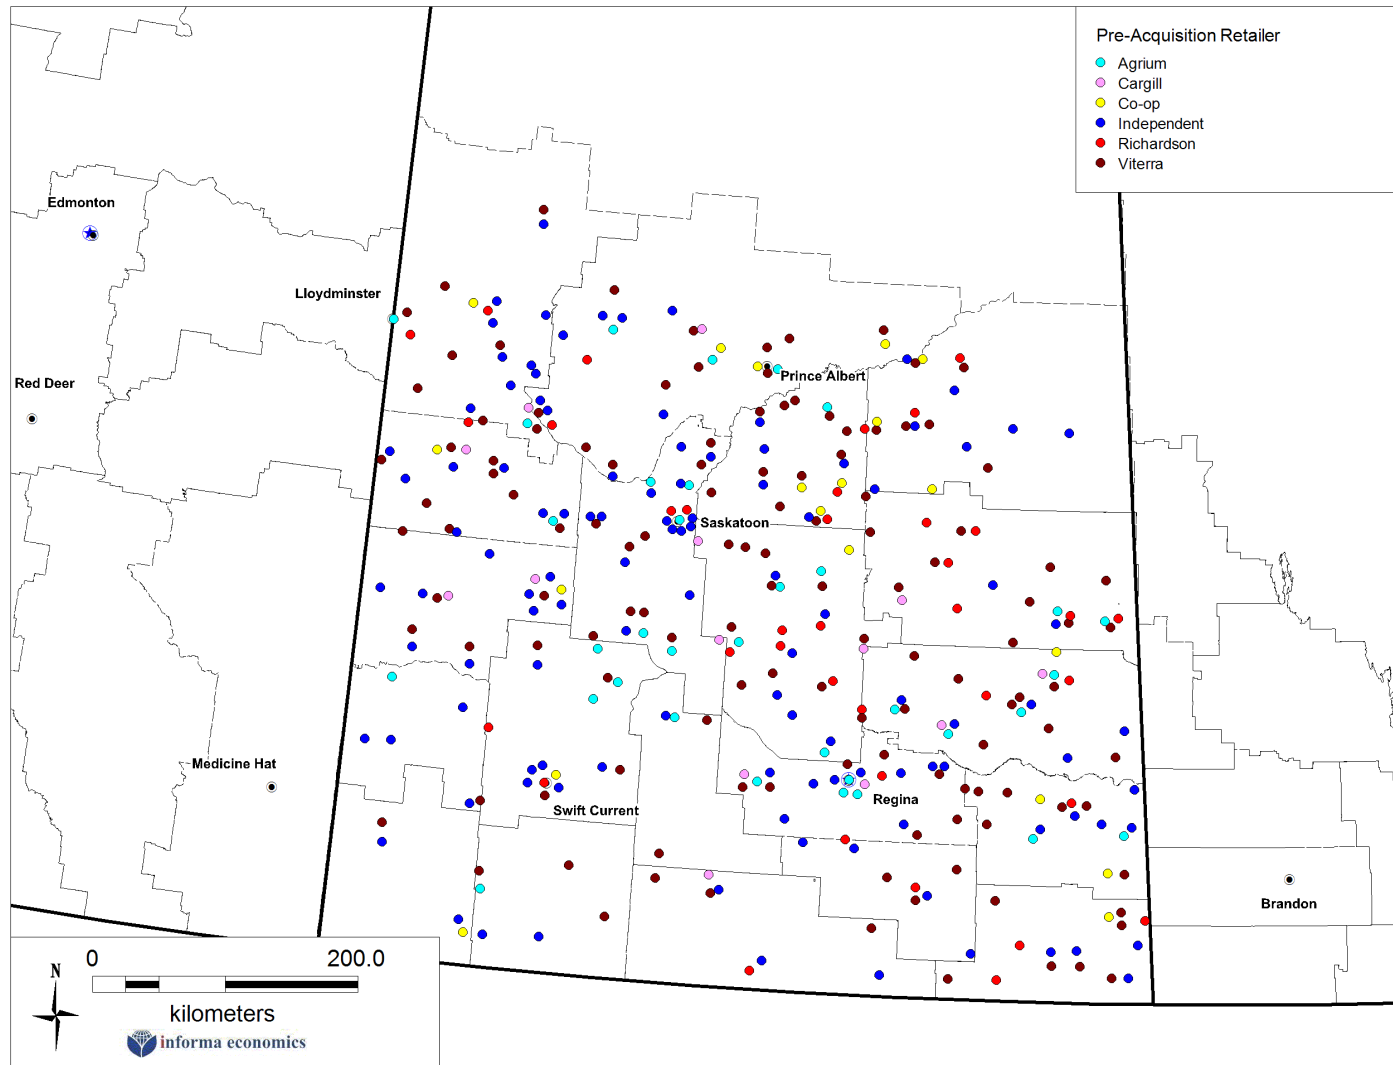 Pre-Acquisition Retailer
Agrium
Cargill
Co-op
Independent
Richardson
Viterra
Edmonton
Lloydminster
Red Deer
Prince Albert
Saskatoon
Medicine Hat
Swift Current
Regina
Brandon
0 200.0
N
kilometers
informa economics